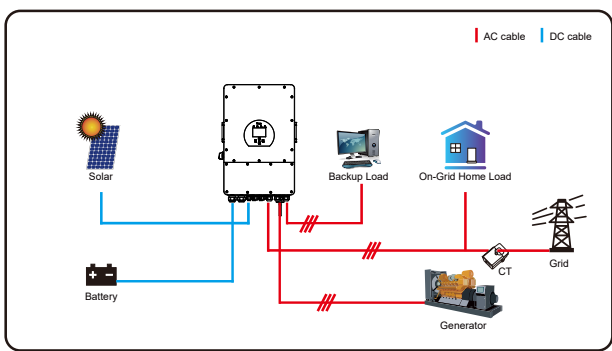 AC cable
DC cable
Solar
Backup Load
On-Grid Home Load
CT
Grid
Battery
Generator